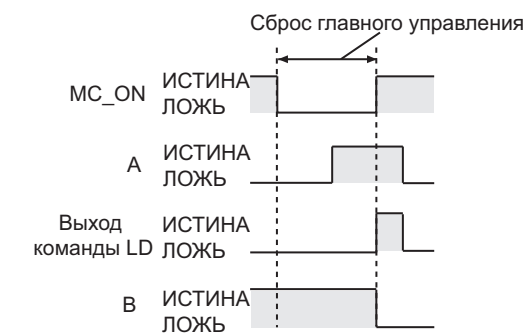 Сброс главного управления
MC_ON
ИСТИНА
ЛОЖЬ
A
ИСТИНА
ЛОЖЬ
Выход
команды LD
ИСТИНА
ЛОЖЬ
B
ИСТИНА
ЛОЖЬ